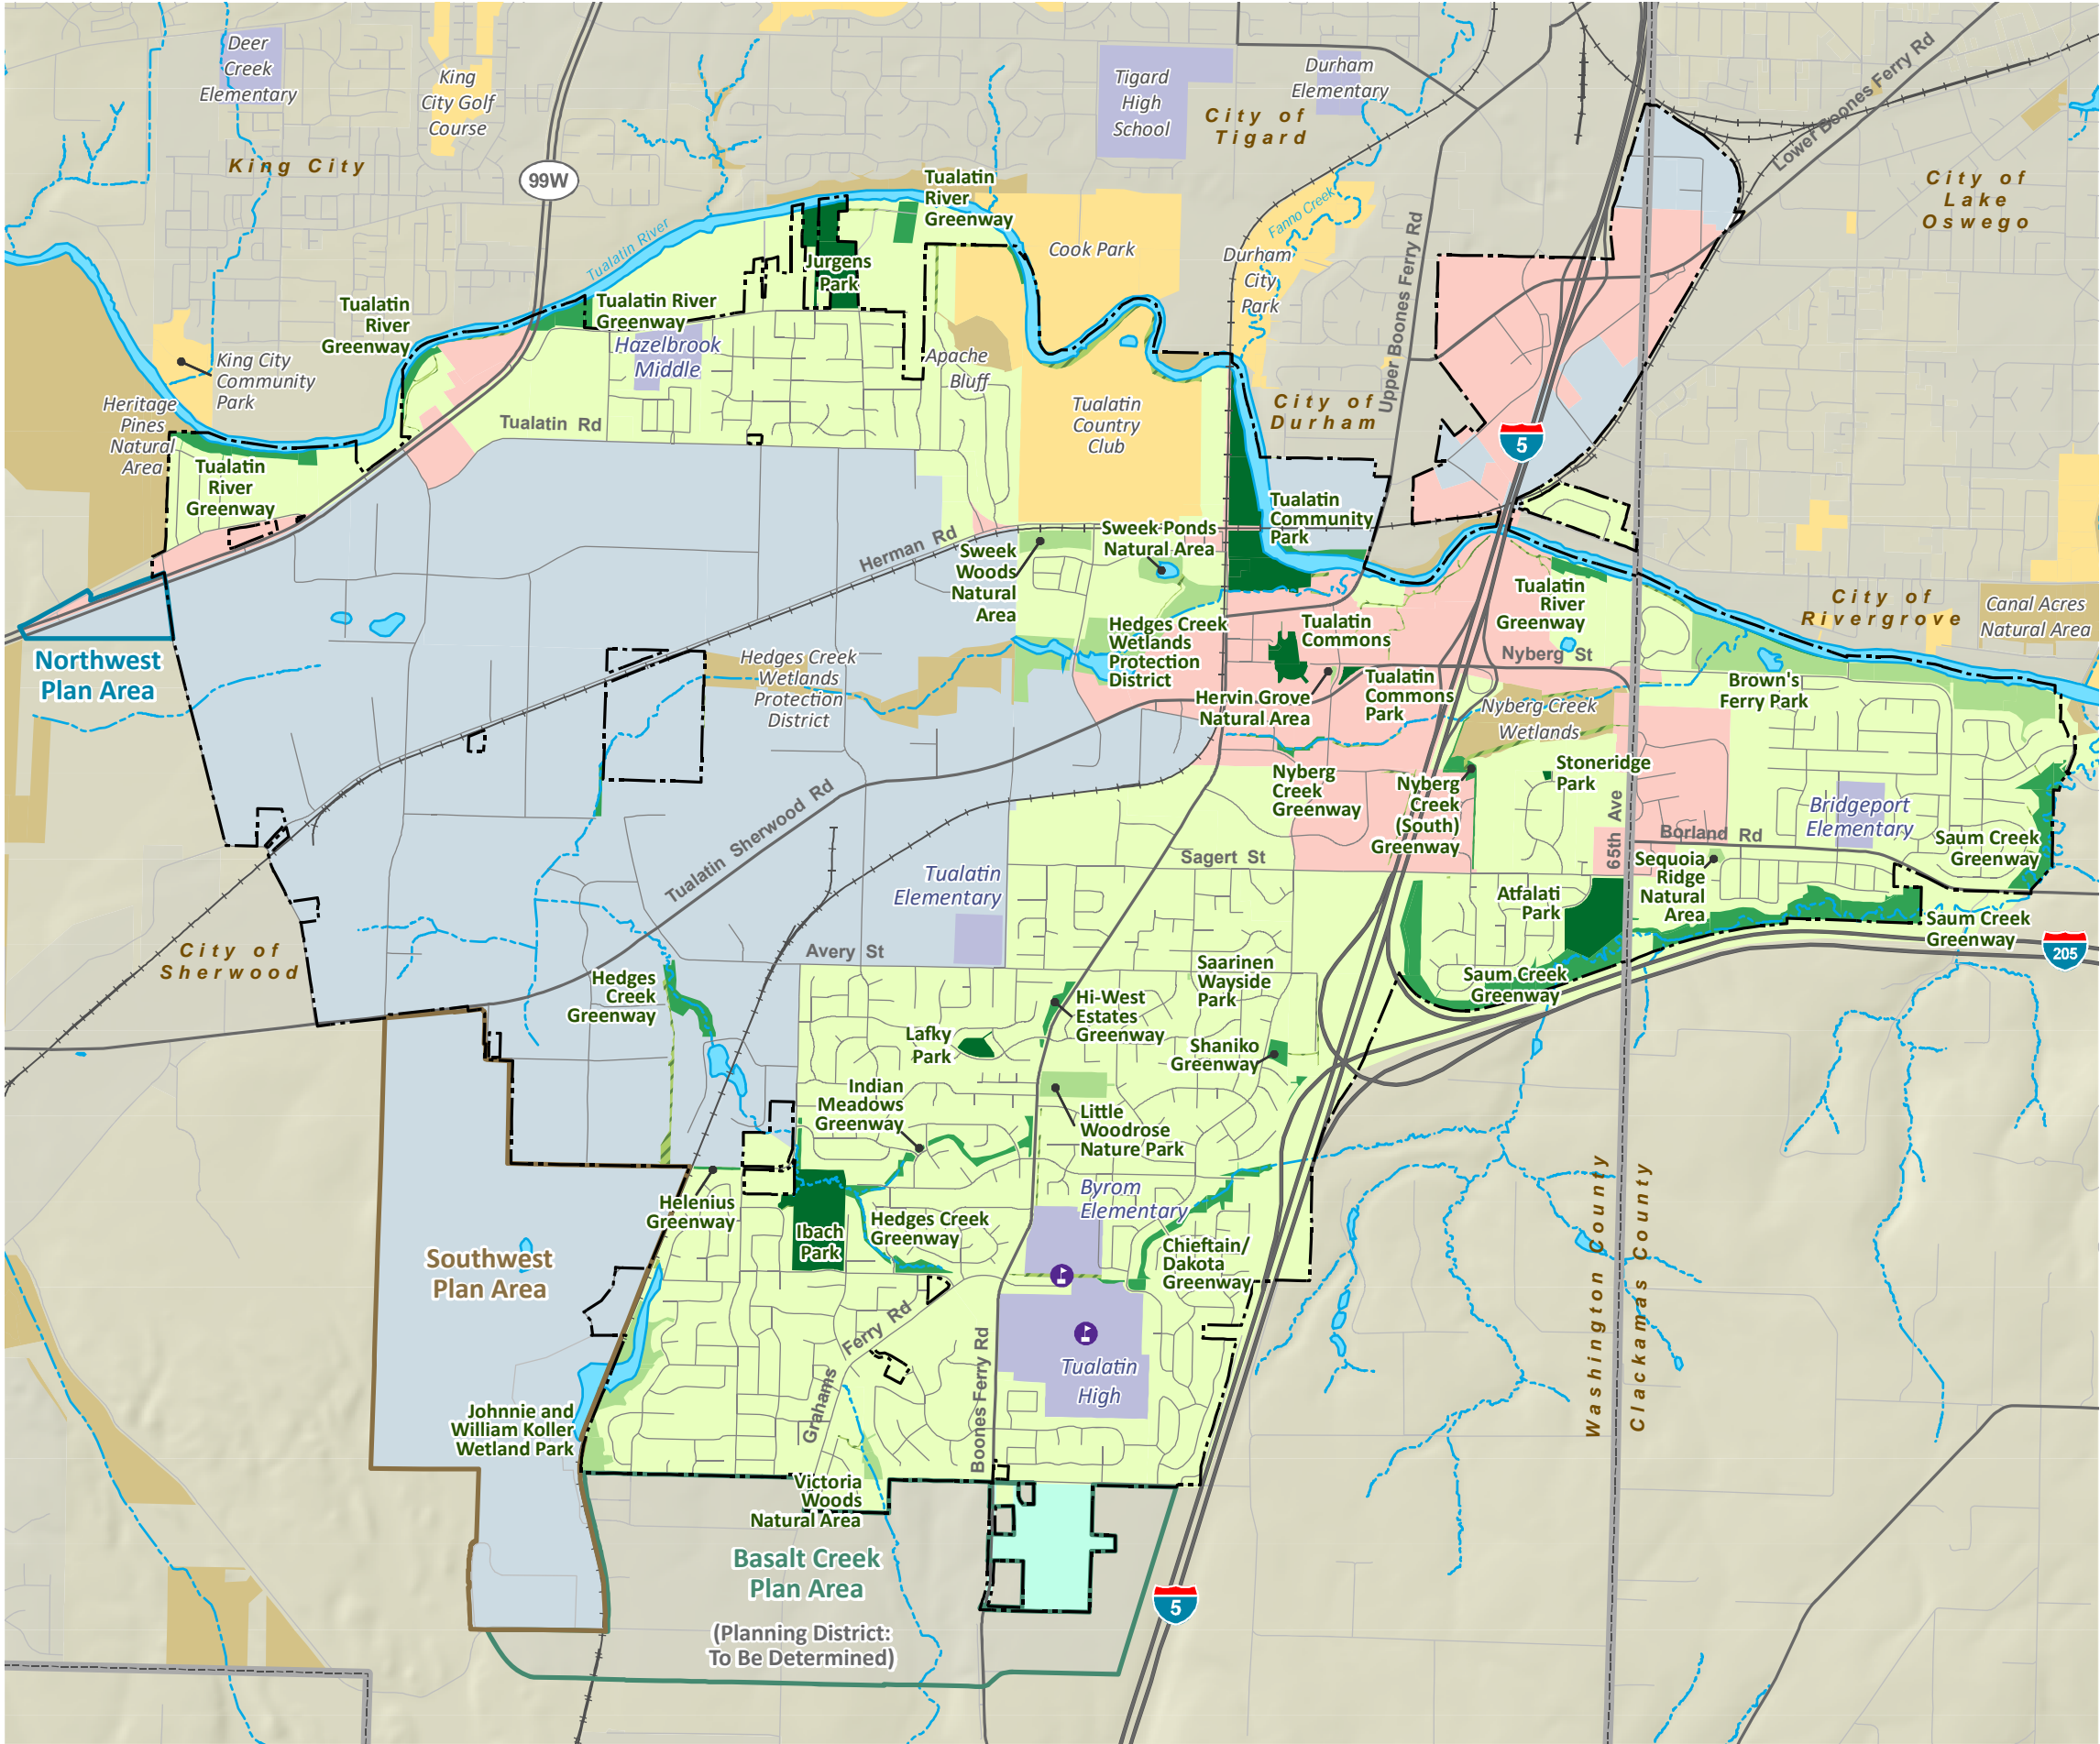 Deer
Creek
Elementary
King
City Golf
Course
Tigard
High
School
Durham
Elementary
City of
Tigard
Lower Boones Ferry Rd
King City
99W
Tualatin
River
Greenway
City of
Lake
Oswego
Tualatin River
Fanno Creek
Cook Park
Durham
City
Park
Upper Boones Ferry Rd
Jurgens
Park
Tualatin
River
Greenway
Tualatin River
Greenway
Hazelbrook
Middle
King City
Community
Park
Apache
Bluff
Heritage
Pines
Natural
Area
Tualatin Rd
Tualatin
Country
Club
City of
Durham
5
Tualatin
River
Greenway
Tualatin
Community
Park
Herman Rd
Sweek Ponds
Natural Area
Sweek
Woods
Natural
Area
Tualatin
River
Greenway
City of
Rivergrove
Canal Acres
Natural Area
Hedges Creek
Wetlands
Protection
District
Tualatin
Commons
Nyberg St
Northwest
Plan Area
Hedges Creek
Wetlands
Protection
District
Hervin Grove
Natural Area
Tualatin
Commons
Park
Nyberg Creek
Wetlands
Brown's
Ferry Park
Nyberg
Creek
Greenway
Nyberg
Creek
(South)
Greenway
Stoneridge
Park
65th Ave
Bridgeport
Elementary
Borland Rd
Saum Creek
Greenway
Tualatin Sherwood Rd
Sagert St
Sequoia
Ridge
Natural
Area
Tualatin
Elementary
Atfalati
Park
Saum Creek
Greenway
205
City of
Sherwood
Avery St
Hedges
Creek
Greenway
Saarinen
Wayside
Park
Saum Creek
Greenway
Hi-West
Estates
Greenway
Lafky
Park
Shaniko
Greenway
Indian
Meadows
Greenway
Little
Woodrose
Nature Park
Washington County
Clackamas County
Helenius
Greenway
Byrom
Elementary
Ibach
Park
Hedges Creek
Greenway
Chieftain/
Dakota
Greenway
Southwest
Plan Area
Grahams Ferry Rd
Boones Ferry Rd
Tualatin
High
Johnnie and
William Koller
Wetland Park
Victoria
Woods
Natural Area
Basalt Creek
Plan Area
(Planning District:
To Be Determined)
5